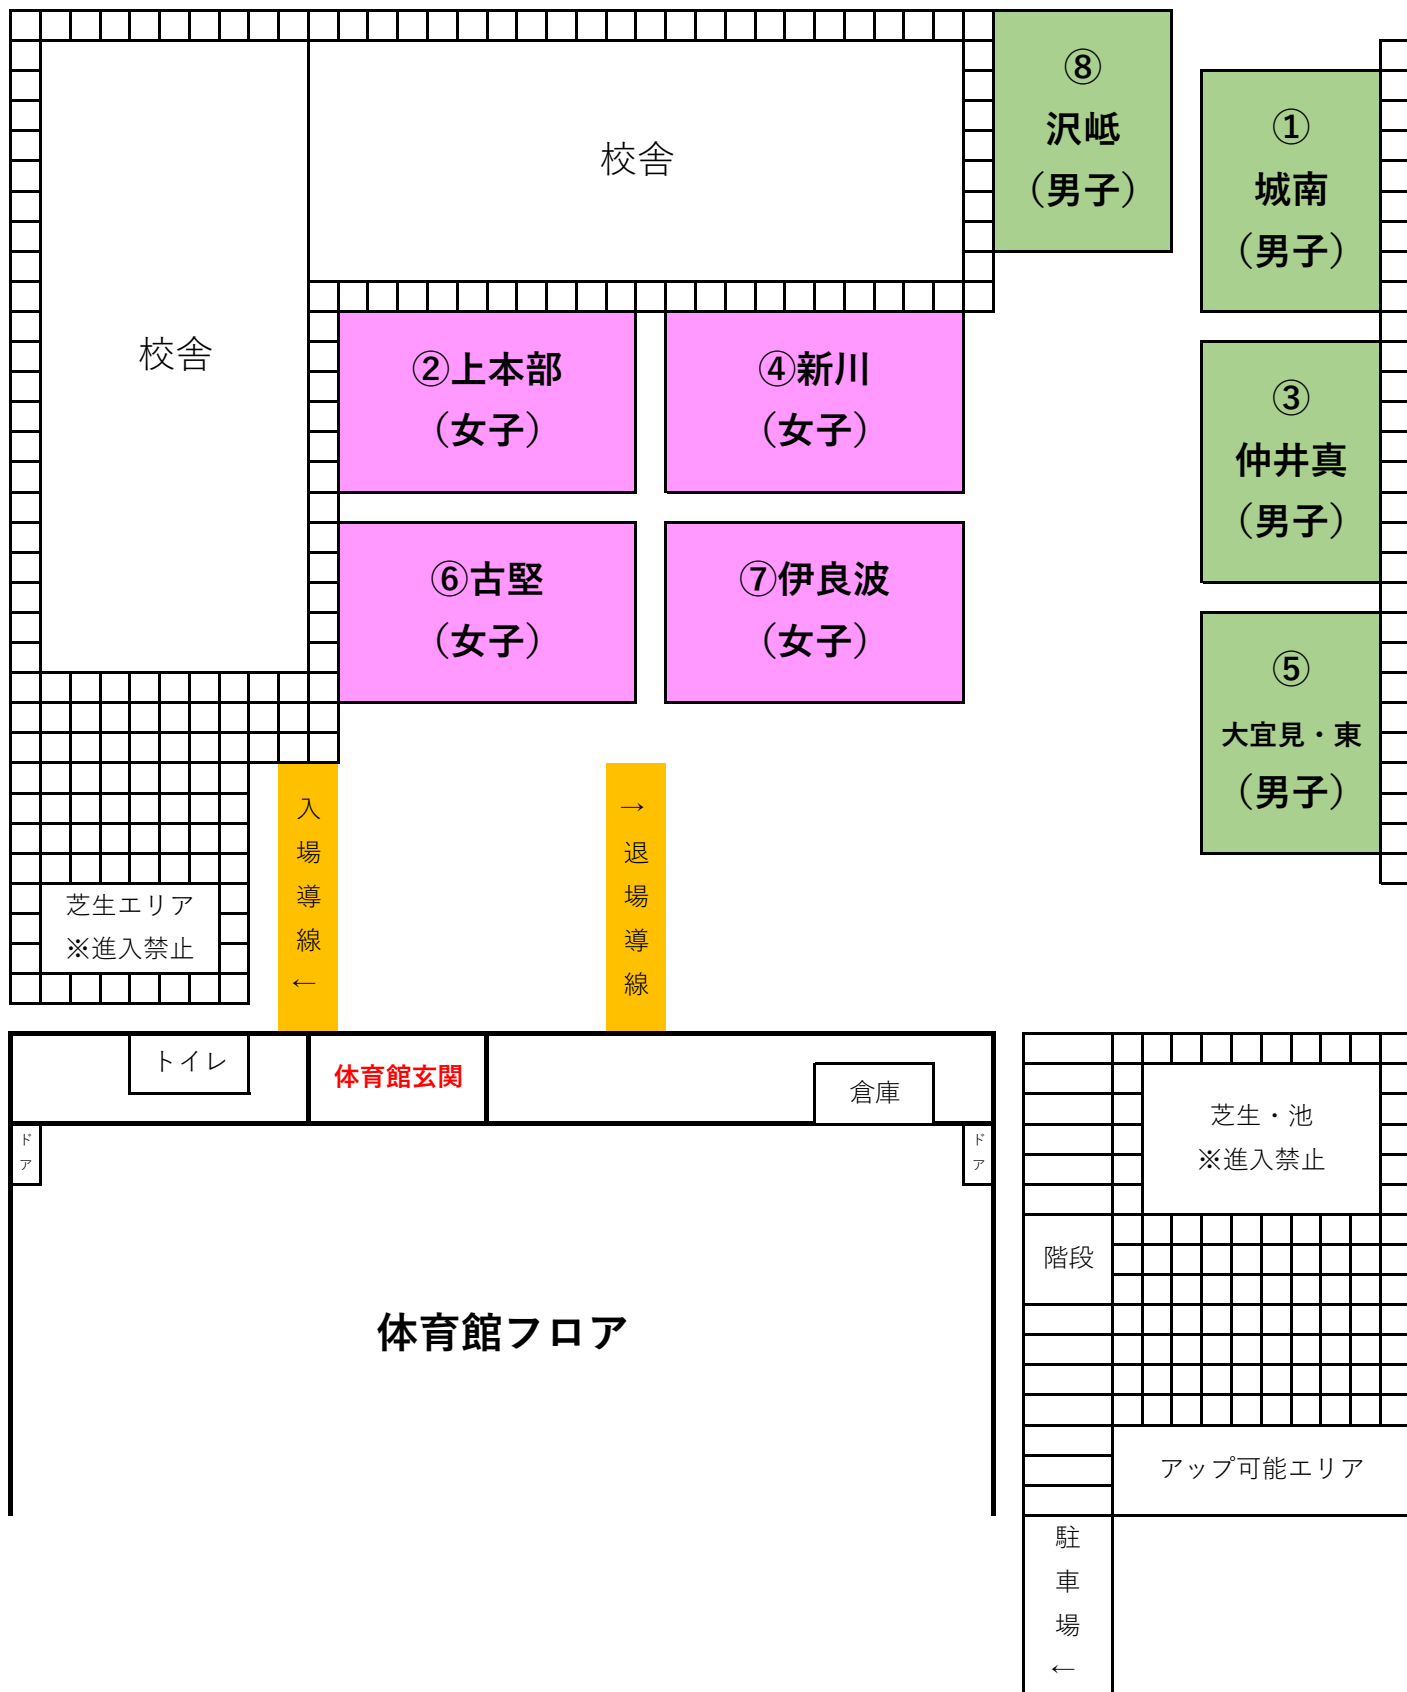 ⑧
沢岻
（男子）
①
城南
（男子）
校舎
校舎
②上本部
（女子）
④新川
（女子）
③
仲井真
（男子）
⑥古堅
（女子）
⑦伊良波
（女子）
⑤
大宜見・東
（男子）
入場導線←
→退場導線
芝生エリア
※進入禁止
トイレ
体育館玄関
倉庫
ドア
ドア
芝生・池
※進入禁止
階段
体育館フロア
アップ可能エリア
駐車場←